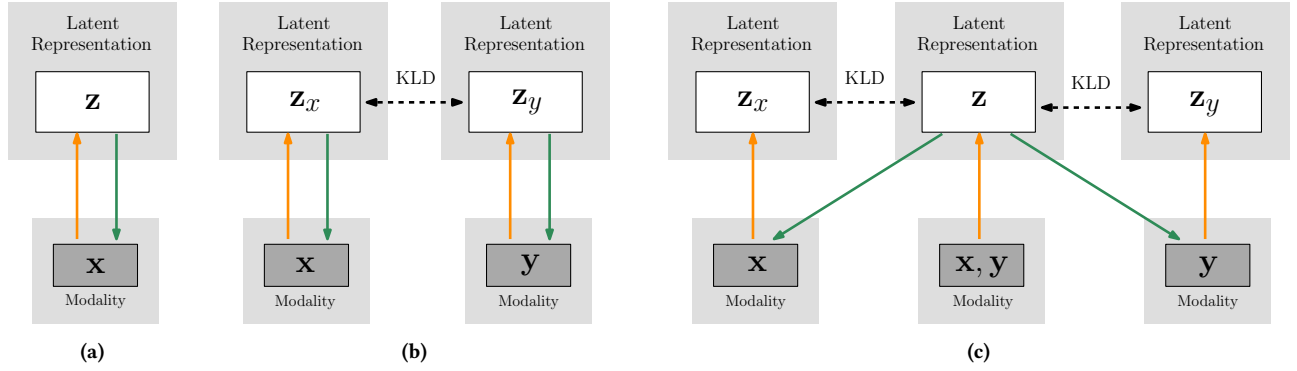 Latent
Representation
z
x
Modality
(a)
Latent
Representation
z_x
KLD
Latent
Representation
z_y
x
Modality
y
Modality
(b)
Latent
Representation
z_x
KLD
Latent
Representation
z
KLD
Latent
Representation
z_y
x
Modality
x, y
Modality
y
Modality
(c)